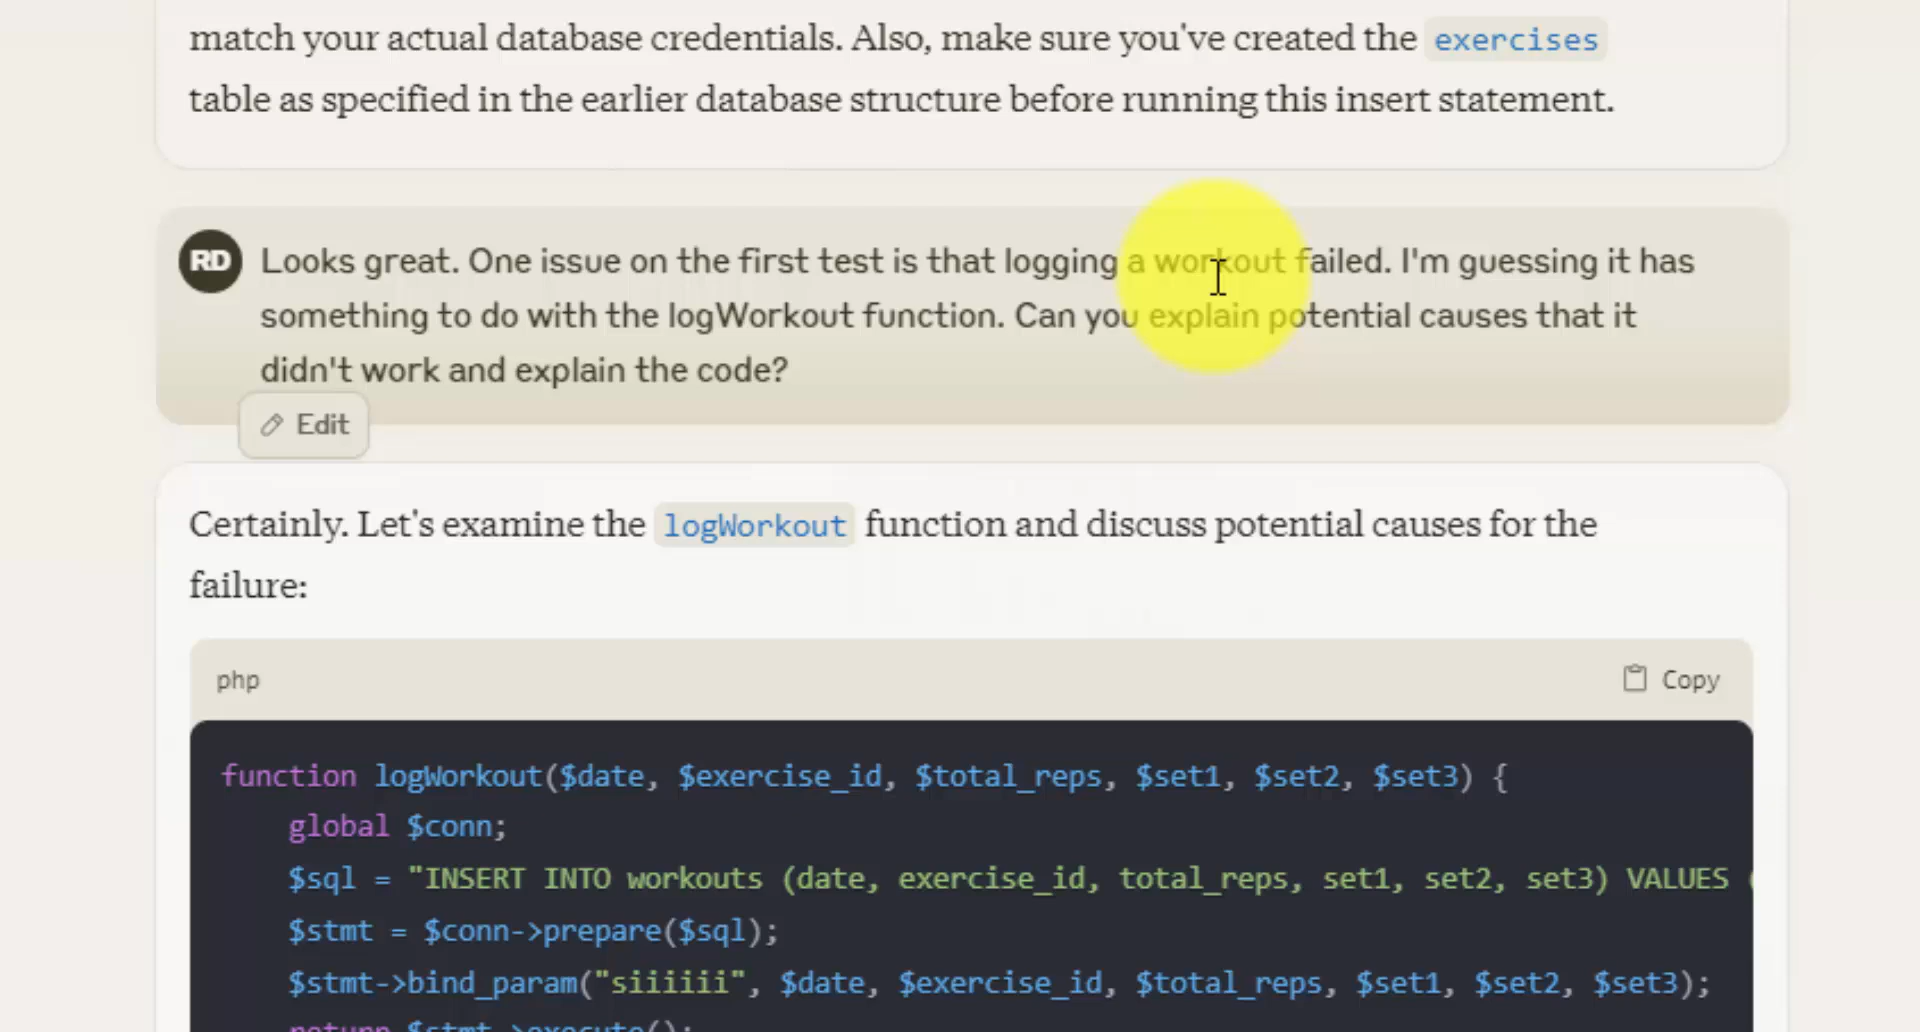 match your actual database credentials. Also, make sure you've created the exercises
table as specified in the earlier database structure before running this insert statement.
RD
Looks great. One issue on the first test is that logging a workout failed. I'm guessing it has
something to do with the logWorkout function. Can you explain potential causes that it
didn't work and explain the code?
Edit
Certainly. Let's examine the logWorkout function and discuss potential causes for the
failure:
php
Copy
function logWorkout($date, $exercise_id, $total_reps, $set1, $set2, $set3) {
global $conn;
$sql = "INSERT INTO workouts (date, exercise_id, total_reps, set1, set2, set3) VALUES (
$stmt = $conn->prepare($sql);
$stmt->bind_param("siiiiii", $date, $exercise_id, $total_reps, $set1, $set2, $set3);
return $stmt->execute();